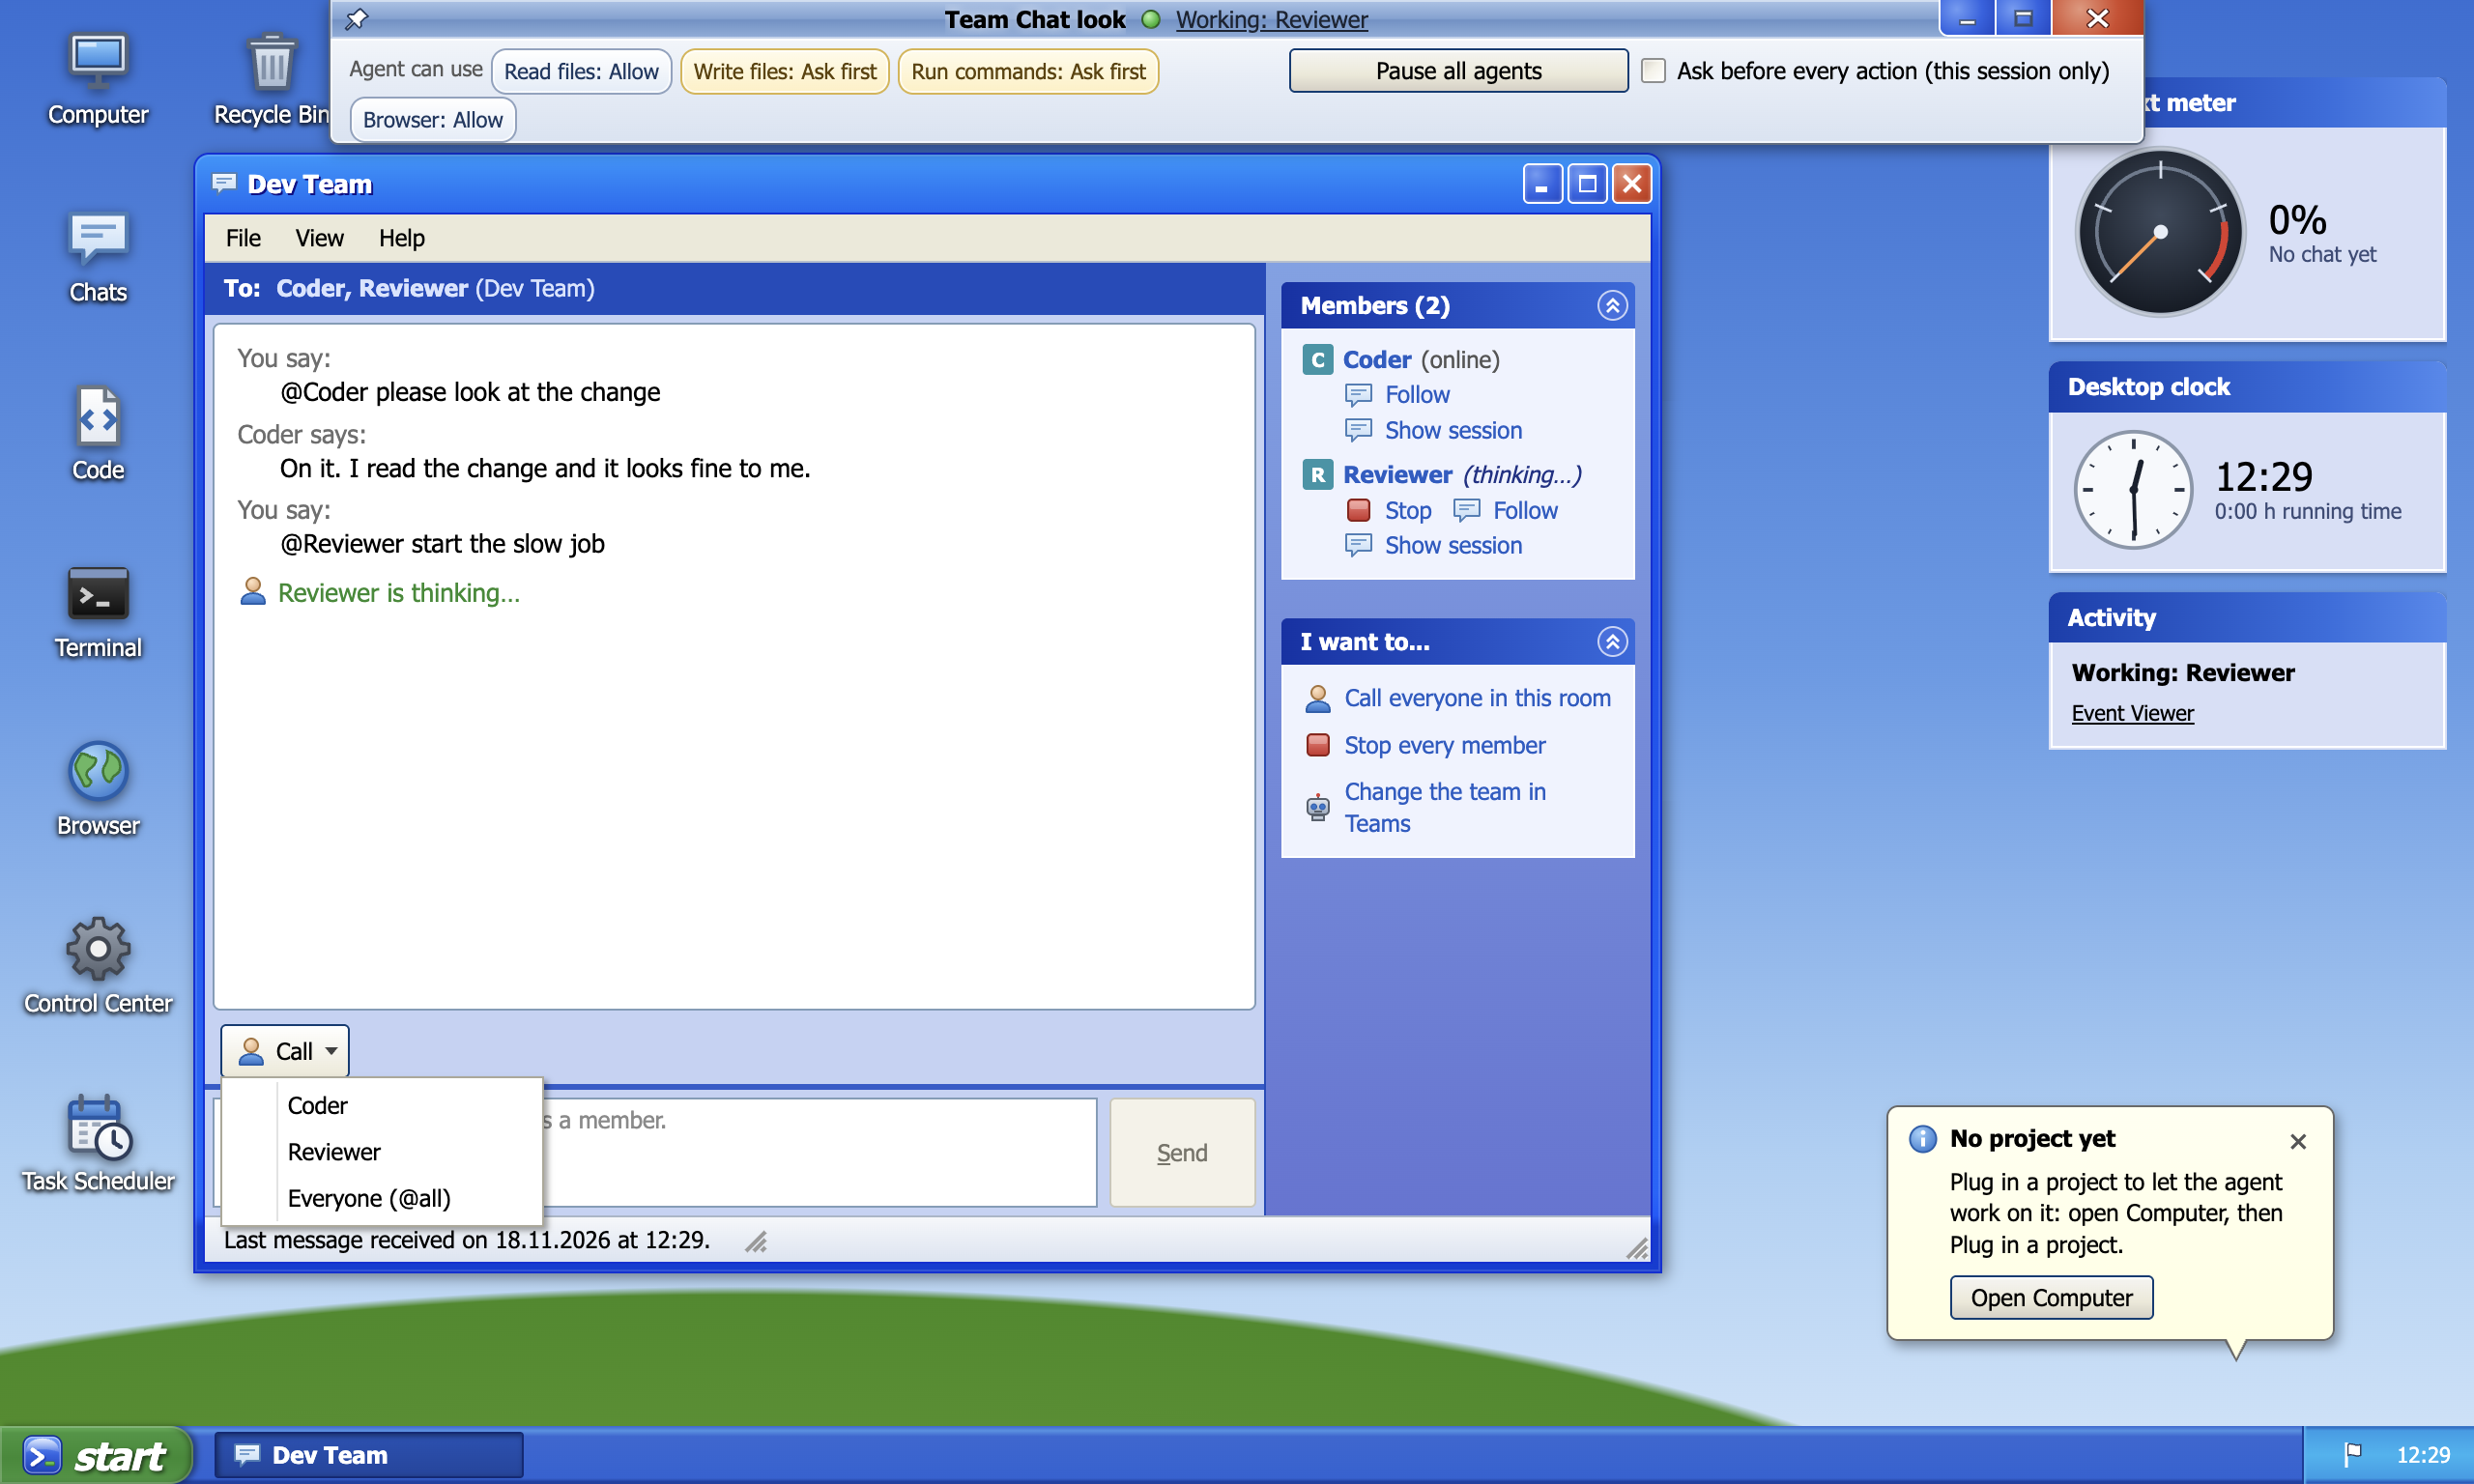 Computer
Recycle Bin
Chats
Code
Terminal
Browser
Control Center
Task Scheduler
Team Chat look
Working: Reviewer
Agent can use
Read files: Allow
Write files: Ask first
Run commands: Ask first
Browser: Allow
Pause all agents
Ask before every action (this session only)
Dev Team
File
View
Help
To: Coder, Reviewer (Dev Team)
You say:
@Coder please look at the change
Coder says:
On it. I read the change and it looks fine to me.
You say:
@Reviewer start the slow job
Reviewer is thinking...
Call
Coder
Reviewer
Everyone (@all)
a member.
Send
Last message received on 18.11.2026 at 12:29.
Members (2)
C
Coder (online)
Follow
Show session
R
Reviewer (thinking...)
Stop
Follow
Show session
I want to...
Call everyone in this room
Stop every member
Change the team in
Teams
meter
0%
No chat yet
Desktop clock
12:29
0:00 h running time
Activity
Working: Reviewer
Event Viewer
No project yet
Plug in a project to let the agent
work on it: open Computer, then
Plug in a project.
Open Computer
start
Dev Team
12:29